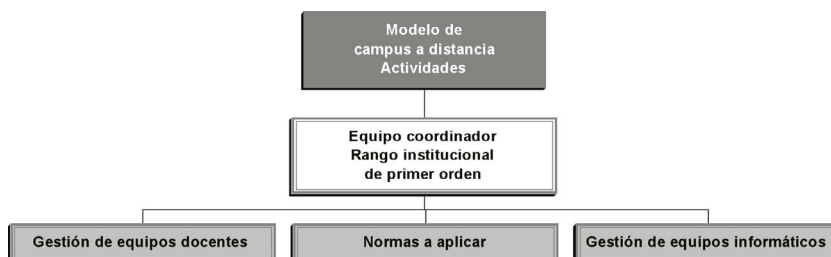 Modelo de
campus a distancia
Actividades
Equipo coordinador
Rango institucional
de primer orden
Gestión de equipos docentes
Normas a aplicar
Gestión de equipos informáticos